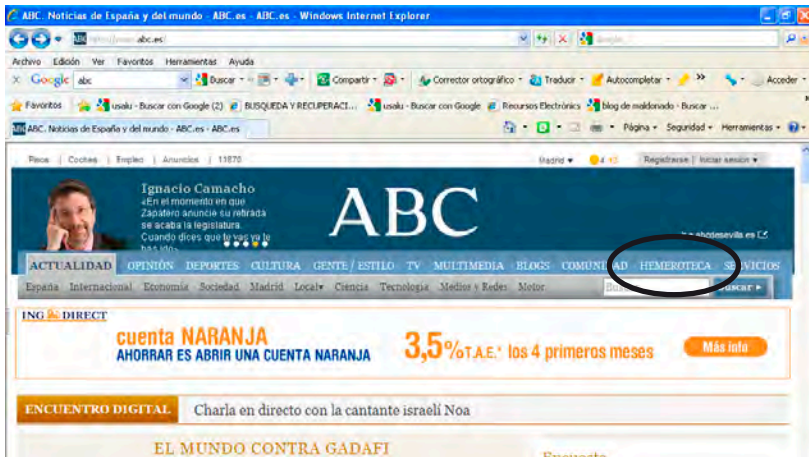 ABC. Noticias de España y del mundo - ABC.es - ABC.es - Windows Internet Explorer
abc.es
Archivo Edición Ver Favoritos Herramientas Ayuda
Google abc Buscar Compartir Corrector ortográfico Traducir Autocompletar Acceder
Favoritos usalu - Buscar con Google (2) BUSQUEDA Y RECUPERACI... usalu - Buscar con Google Recursos Electrónics blog de maldonado - Buscar ...
ABC. Noticias de España y del mundo - ABC.es - ABC.es Página Seguridad Herramientas
Pisos | Coches | Empleo | Anuncios | 11870 Madrid Registrarse | Iniciar sesión
Ignacio Camacho
«En el momento en que
Zapatero anuncie su retirada
se acaba la legislatura.
Cuando dices que te vas ya te
has ido»
ABC
abcdesevilla.es
ACTUALIDAD OPINIÓN DEPORTES CULTURA GENTE / ESTILO TV MULTIMEDIA BLOGS COMUNIDAD HEMEROTECA SERVICIOS
España Internacional Economía Sociedad Madrid Local Ciencia Tecnología Medios y Redes Motor Buscar
ING DIRECT
cuenta NARANJA
AHORRAR ES ABRIR UNA CUENTA NARANJA
3,5% T.A.E.* los 4 primeros meses
Más info
ENCUENTRO DIGITAL Charla en directo con la cantante israelí Noa
EL MUNDO CONTRA GADAFI
Encuesta